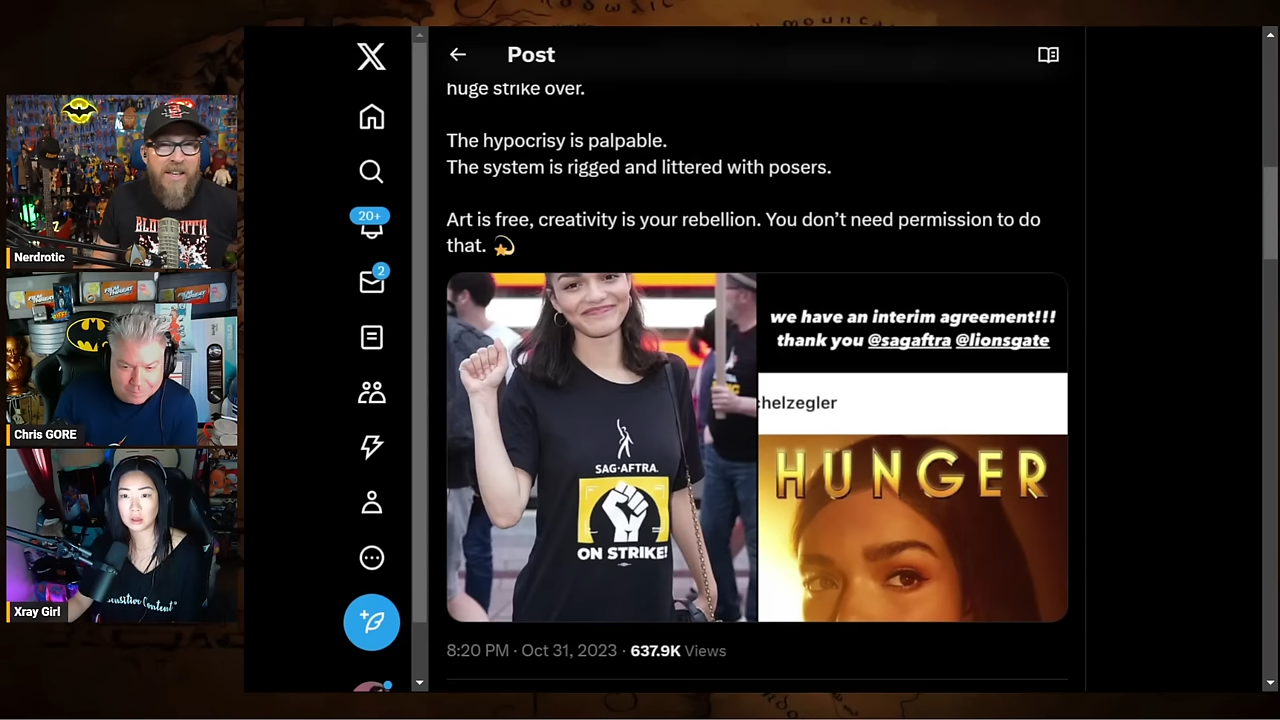 Post
huge strike over.
The hypocrisy is palpable.
The system is rigged and littered with posers.
Art is free, creativity is your rebellion. You don’t need permission to do
that.
20+
2
we have an interim agreement!!!
thank you @sagaftra @lionsgate
chelzegler
HUNGER
SAG·AFTRA.
ON STRIKE!
8:20 PM · Oct 31, 2023 · 637.9K Views
Nerdrotic
Chris GORE
Xray Girl